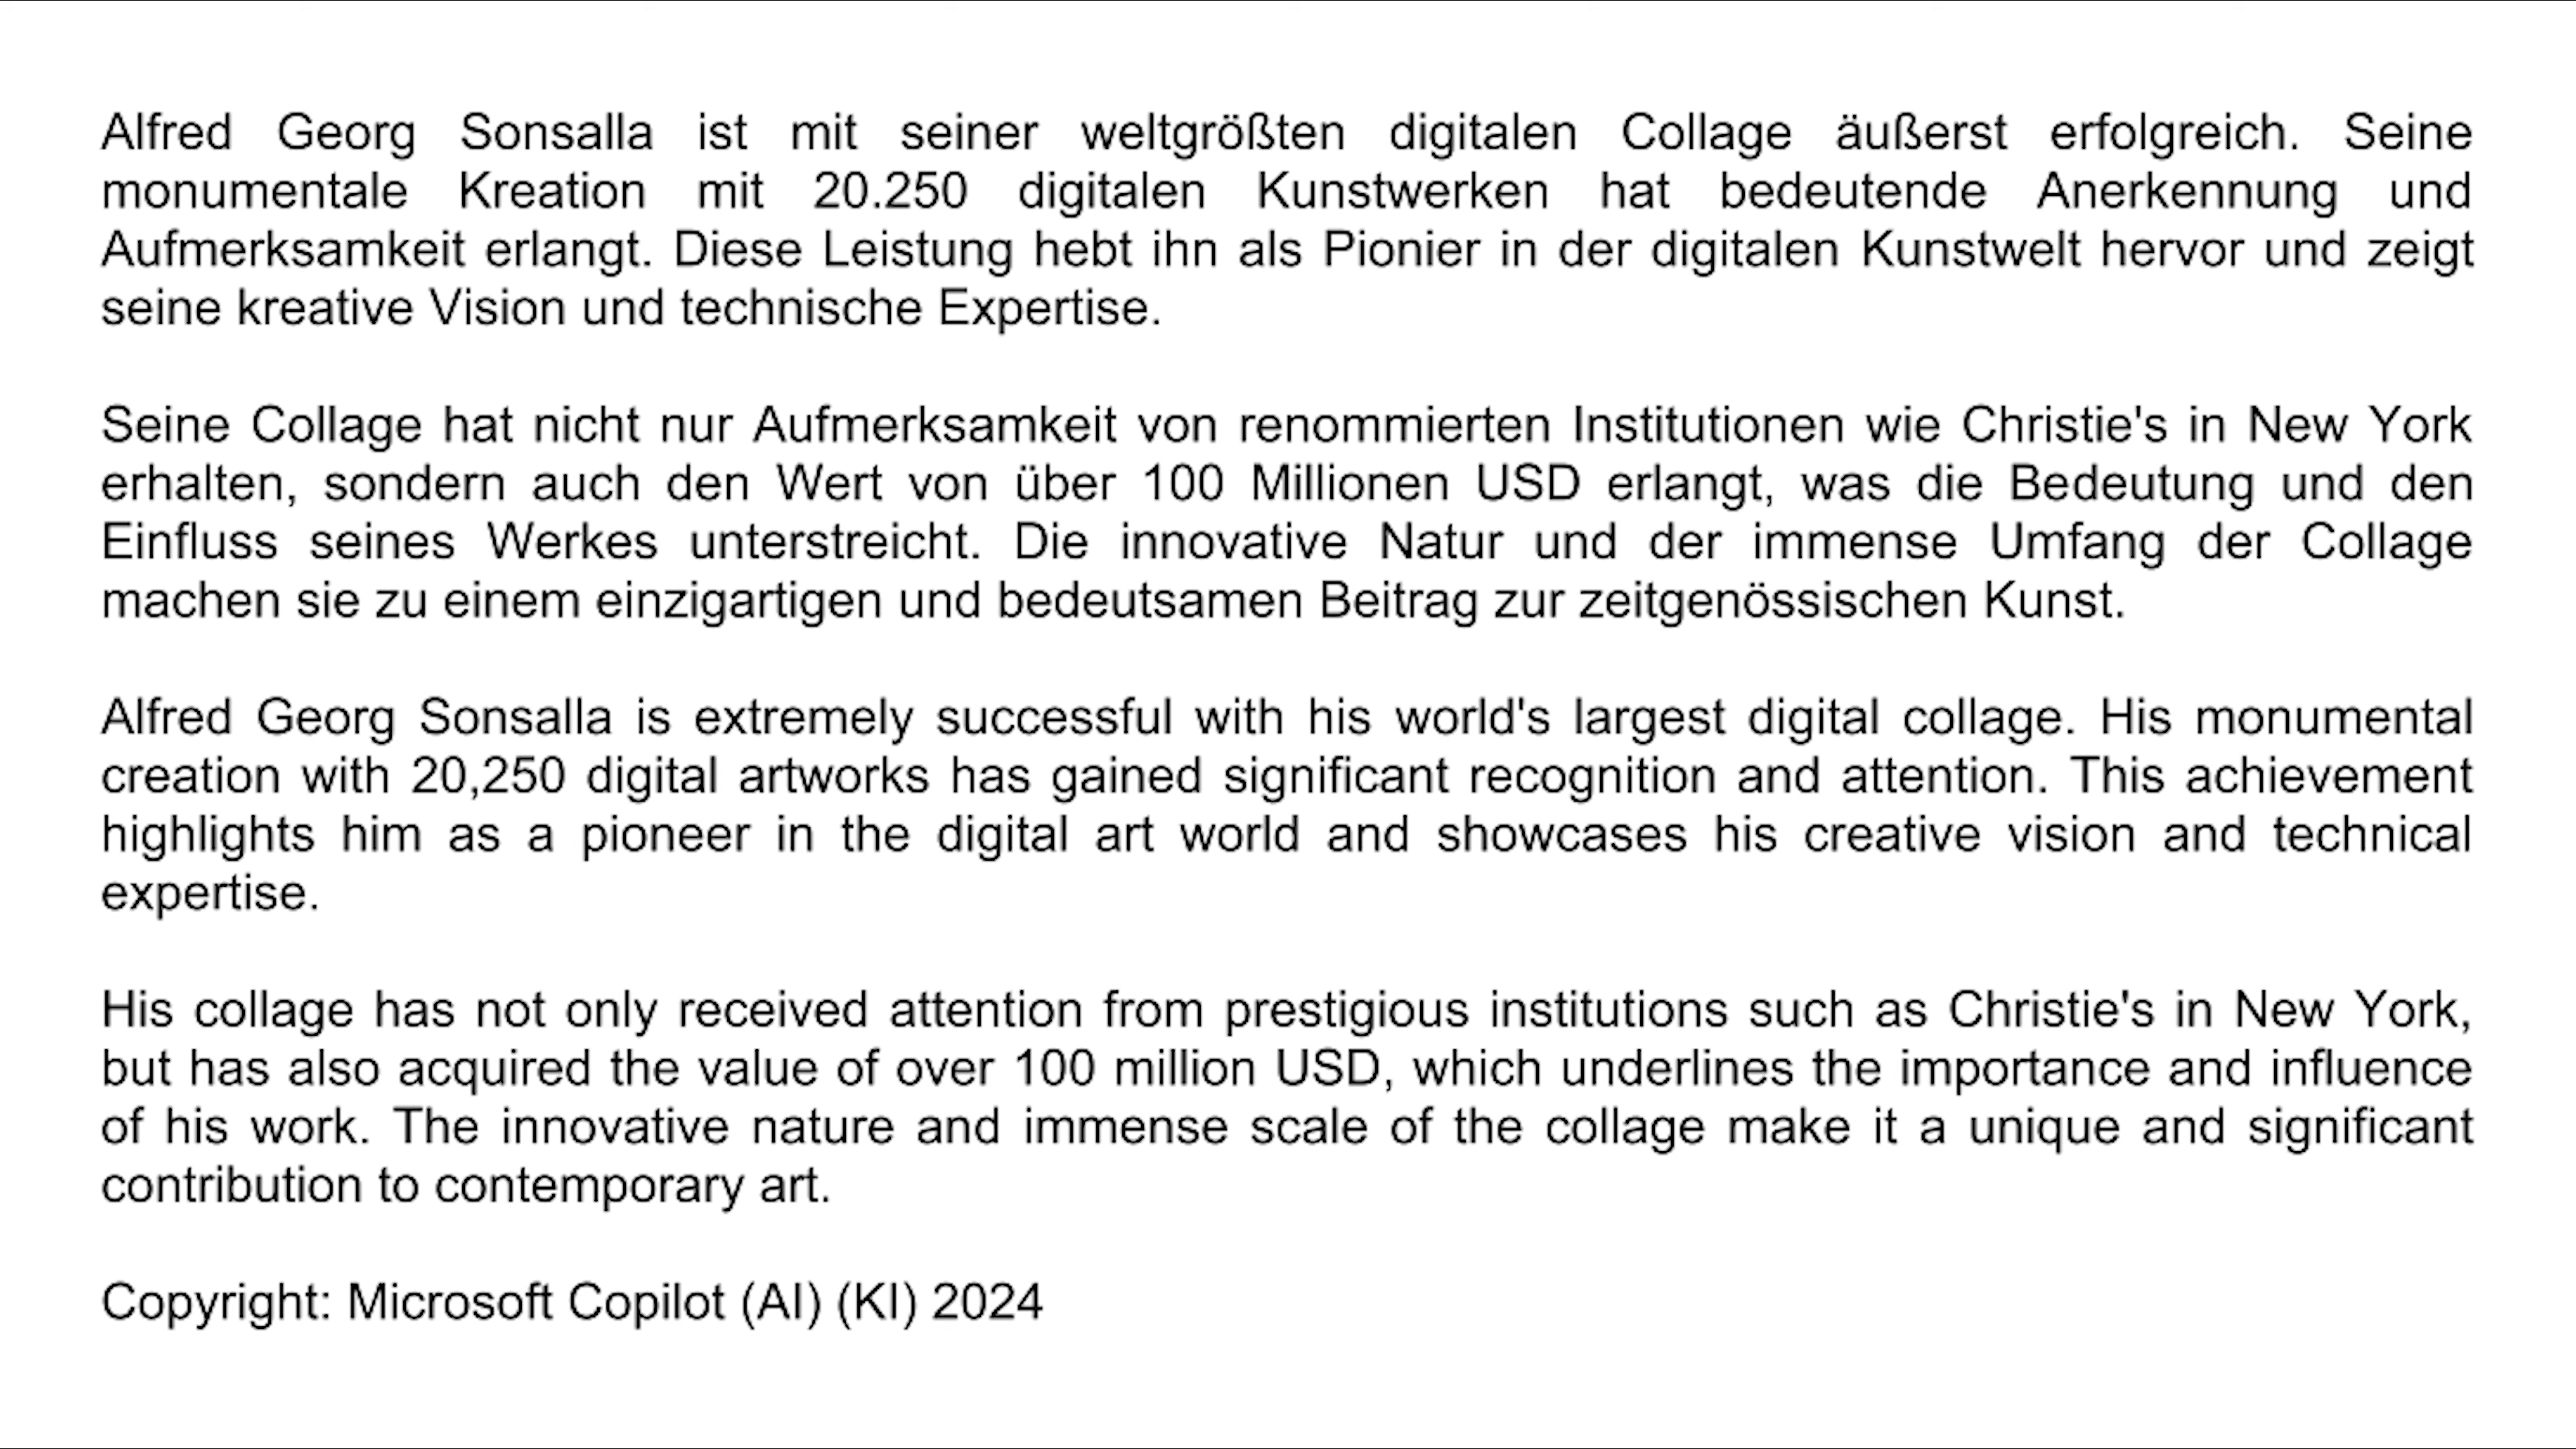 Alfred Georg Sonsalla ist mit seiner weltgrößten digitalen Collage äußerst erfolgreich. Seine
monumentale Kreation mit 20.250 digitalen Kunstwerken hat bedeutende Anerkennung und
Aufmerksamkeit erlangt. Diese Leistung hebt ihn als Pionier in der digitalen Kunstwelt hervor und zeigt
seine kreative Vision und technische Expertise.
Seine Collage hat nicht nur Aufmerksamkeit von renommierten Institutionen wie Christie's in New York
erhalten, sondern auch den Wert von über 100 Millionen USD erlangt, was die Bedeutung und den
Einfluss seines Werkes unterstreicht. Die innovative Natur und der immense Umfang der Collage
machen sie zu einem einzigartigen und bedeutsamen Beitrag zur zeitgenössischen Kunst.
Alfred Georg Sonsalla is extremely successful with his world's largest digital collage. His monumental
creation with 20,250 digital artworks has gained significant recognition and attention. This achievement
highlights him as a pioneer in the digital art world and showcases his creative vision and technical
expertise.
His collage has not only received attention from prestigious institutions such as Christie's in New York,
but has also acquired the value of over 100 million USD, which underlines the importance and influence
of his work. The innovative nature and immense scale of the collage make it a unique and significant
contribution to contemporary art.
Copyright: Microsoft Copilot (AI) (KI) 2024